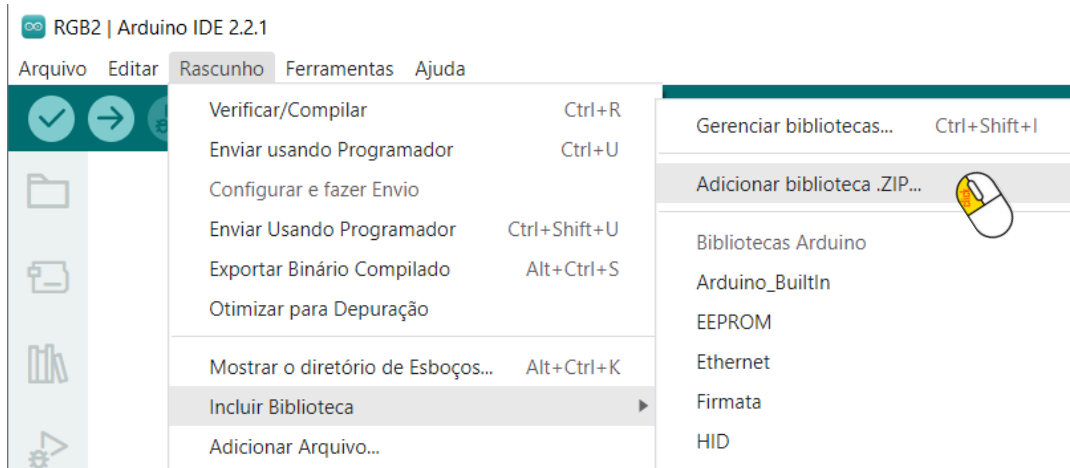 RGB2 | Arduino IDE 2.2.1
Arquivo Editar Rascunho Ferramentas Ajuda
Verificar/Compilar Ctrl+R
Enviar usando Programador Ctrl+U
Configurar e fazer Envio
Enviar Usando Programador Ctrl+Shift+U
Exportar Binário Compilado Alt+Ctrl+S
Otimizar para Depuração
Mostrar o diretório de Esboços... Alt+Ctrl+K
Incluir Biblioteca
Adicionar Arquivo...
Gerenciar bibliotecas... Ctrl+Shift+I
Adicionar biblioteca .ZIP...
click
Bibliotecas Arduino
Arduino_BuiltIn
EEPROM
Ethernet
Firmata
HID